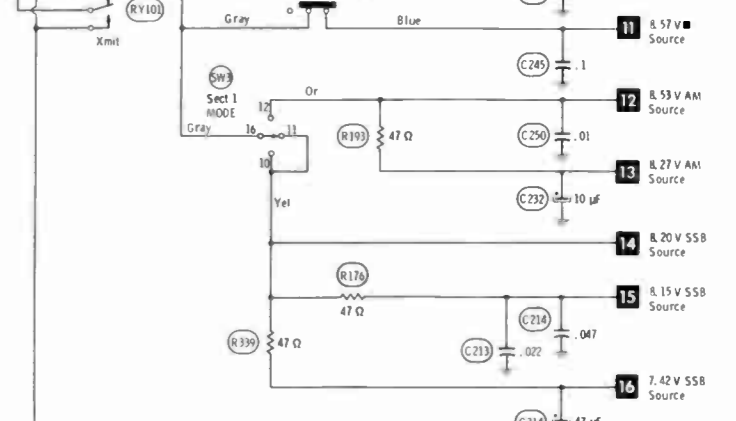 RY101
Xmit
Gray
Blue
11
8.57 V■
Source
C245
.1
SW3
Sect 1
MODE
12
Or
12
8.53 V AM
Source
Gray
16
11
R193
47 Ω
C250
.01
10
13
8.27 V AM
Source
C232
10 µF
Yel
14
8.20 V SSB
Source
R176
47 Ω
15
8.15 V SSB
Source
C214
.047
R339
47 Ω
C213
.022
16
7.42 V SSB
Source